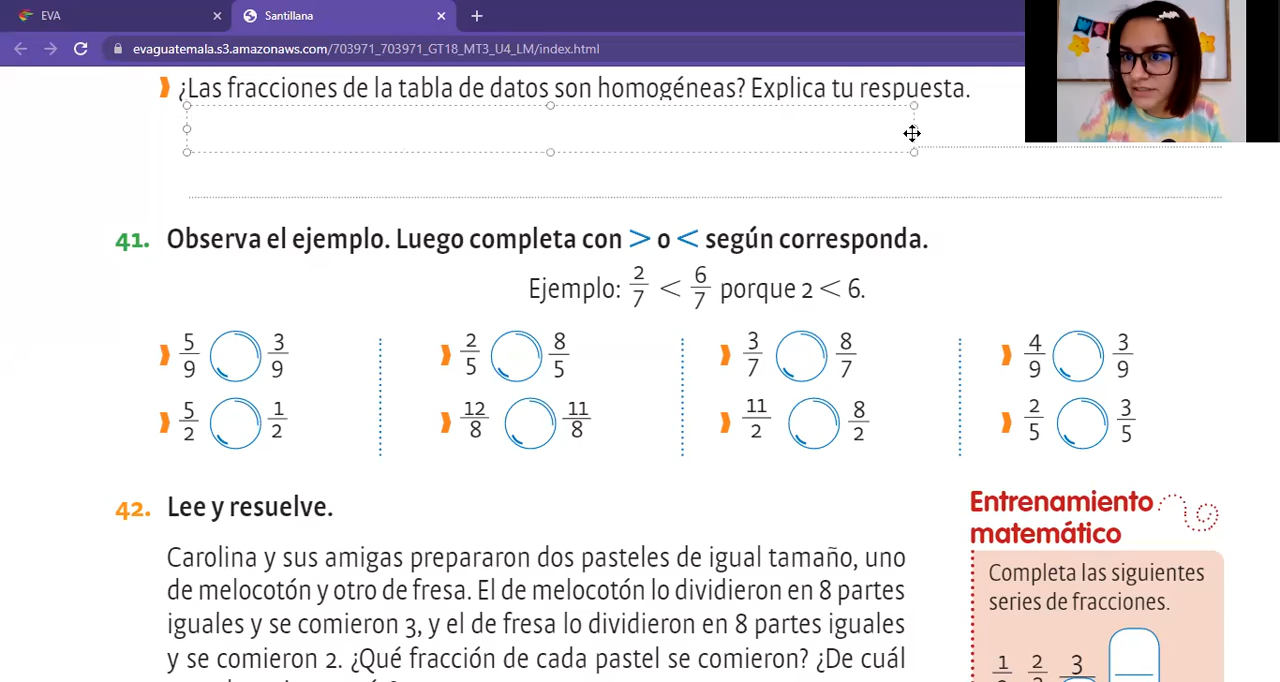 EVA
Santillana
evaguatemala.s3.amazonaws.com/703971_703971_GT18_MT3_U4_LM/index.html
¿Las fracciones de la tabla de datos son homogéneas? Explica tu respuesta.
41. Observa el ejemplo. Luego completa con > o < según corresponda.
Ejemplo: 2/7 < 6/7 porque 2 < 6.
5/9 3/9 2/5 8/5 3/7 8/7 4/9 3/9
5/2 1/2 12/8 11/8 11/2 8/2 2/5 3/5
42. Lee y resuelve.
Carolina y sus amigas prepararon dos pasteles de igual tamaño, uno
de melocotón y otro de fresa. El de melocotón lo dividieron en 8 partes
iguales y se comieron 3, y el de fresa lo dividieron en 8 partes iguales
y se comieron 2. ¿Qué fracción de cada pastel se comieron? ¿De cuál
Entrenamiento
matemático
Completa las siguientes
series de fracciones.
1 2 3